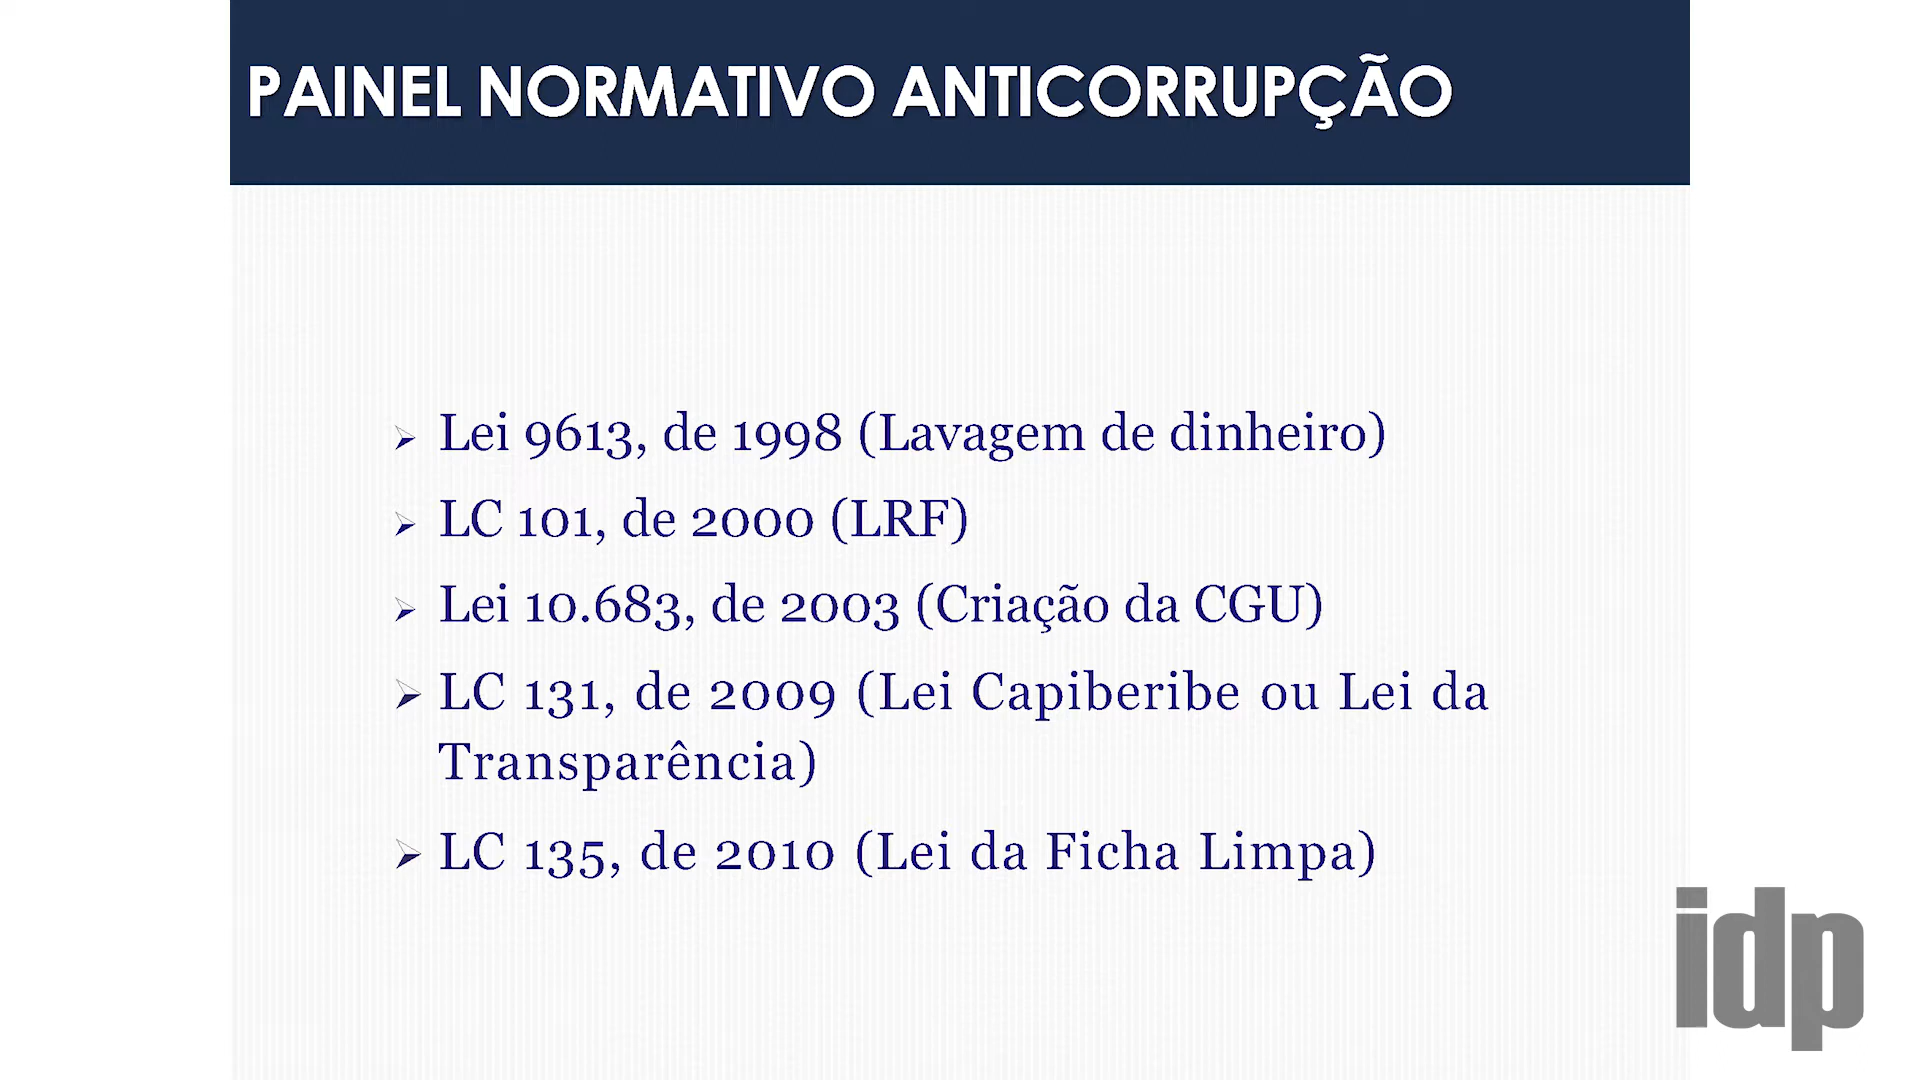 PAINEL NORMATIVO ANTICORRUPÇÃO
➢ Lei 9613, de 1998 (Lavagem de dinheiro)
➢ LC 101, de 2000 (LRF)
➢ Lei 10.683, de 2003 (Criação da CGU)
➢ LC 131, de 2009 (Lei Capiberibe ou Lei da
Transparência)
➢ LC 135, de 2010 (Lei da Ficha Limpa)
idp